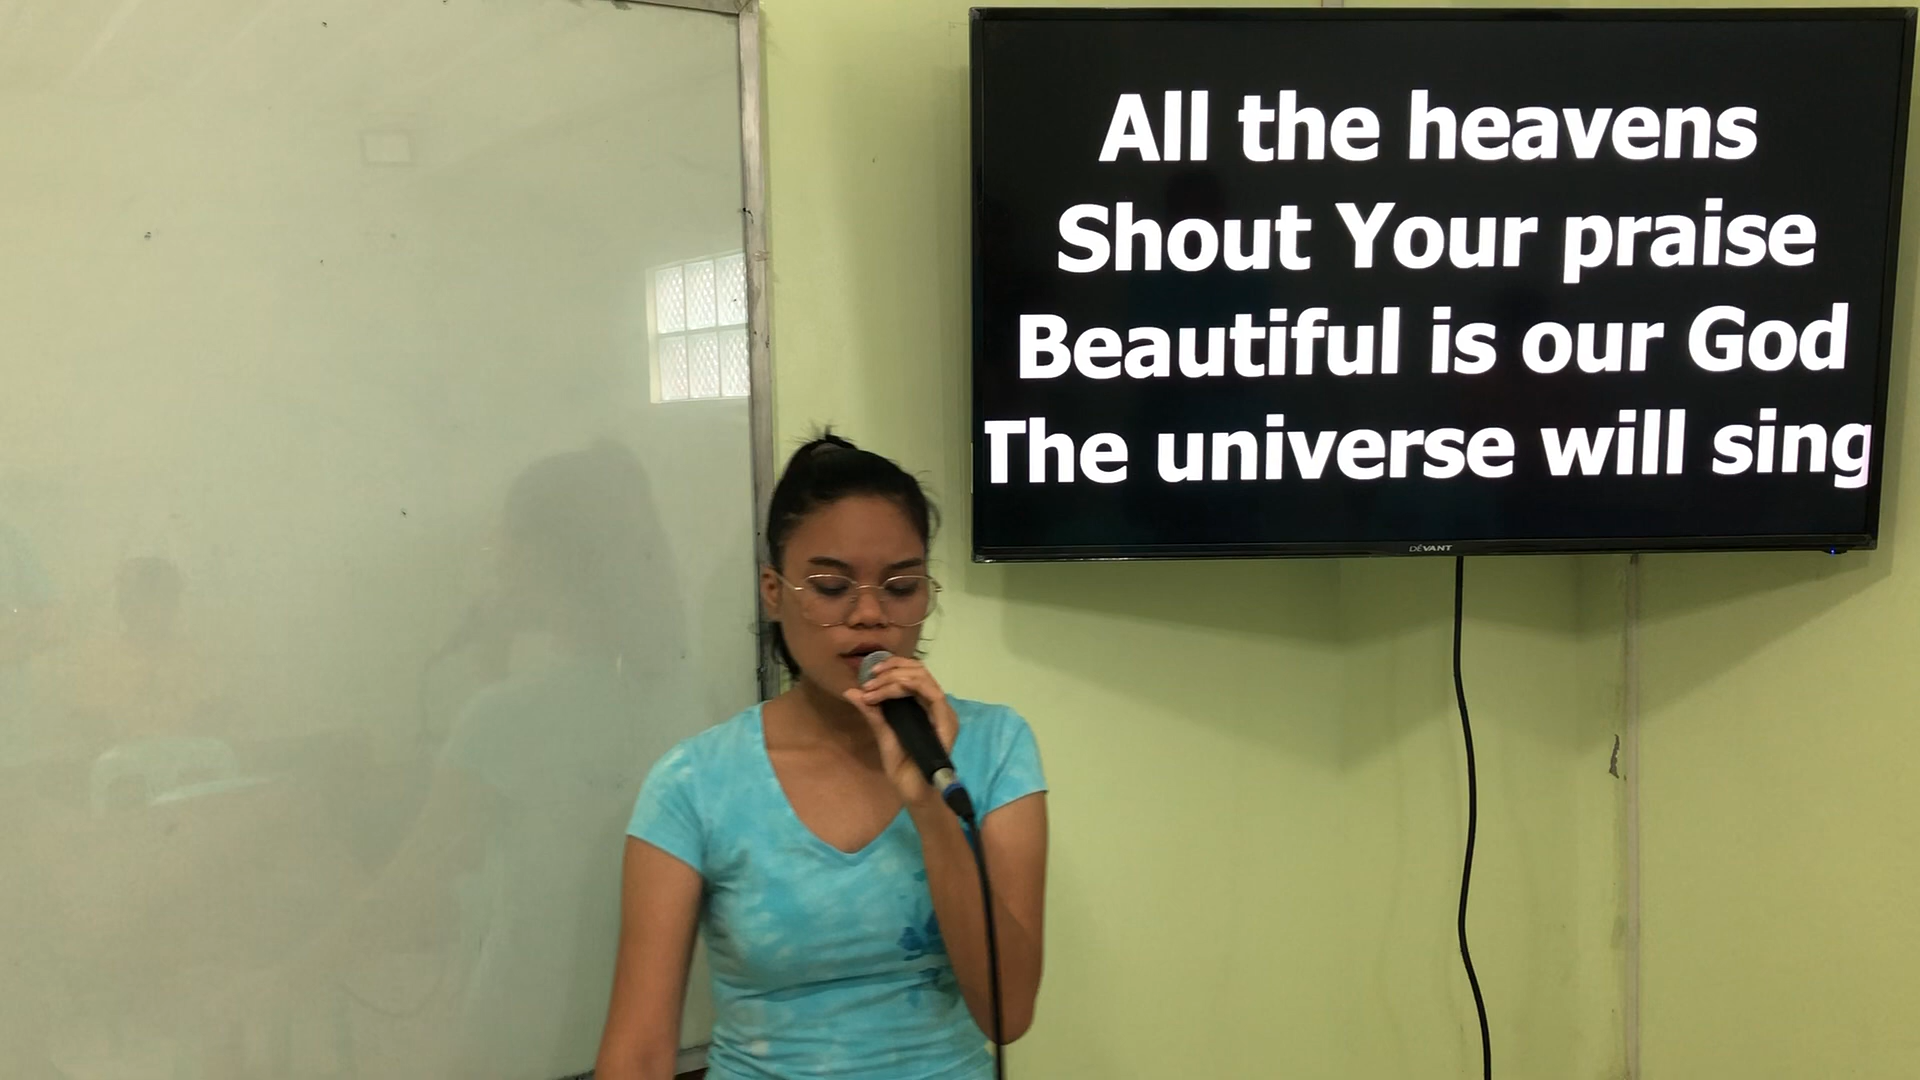 All the heavens
Shout Your praise
Beautiful is our God
The universe will sing
DEVANT